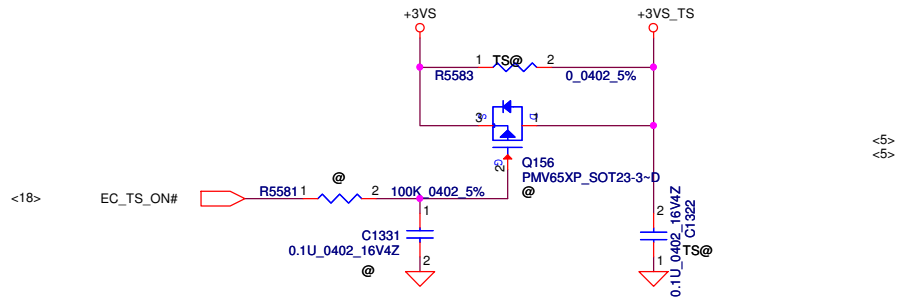 +3VS
+3VS_TS
1 TS@ 2
R5583 0_0402_5%
3 S D 1
G
2
Q156
PMV65XP_SOT23-3~D
@
<5>
<5>
<18> EC_TS_ON# R5581 1 @ 2 100K_0402_5%
1
C1331
0.1U_0402_16V4Z
@ 2
2
0.1U_0402_16V4Z
C1322
TS@
1